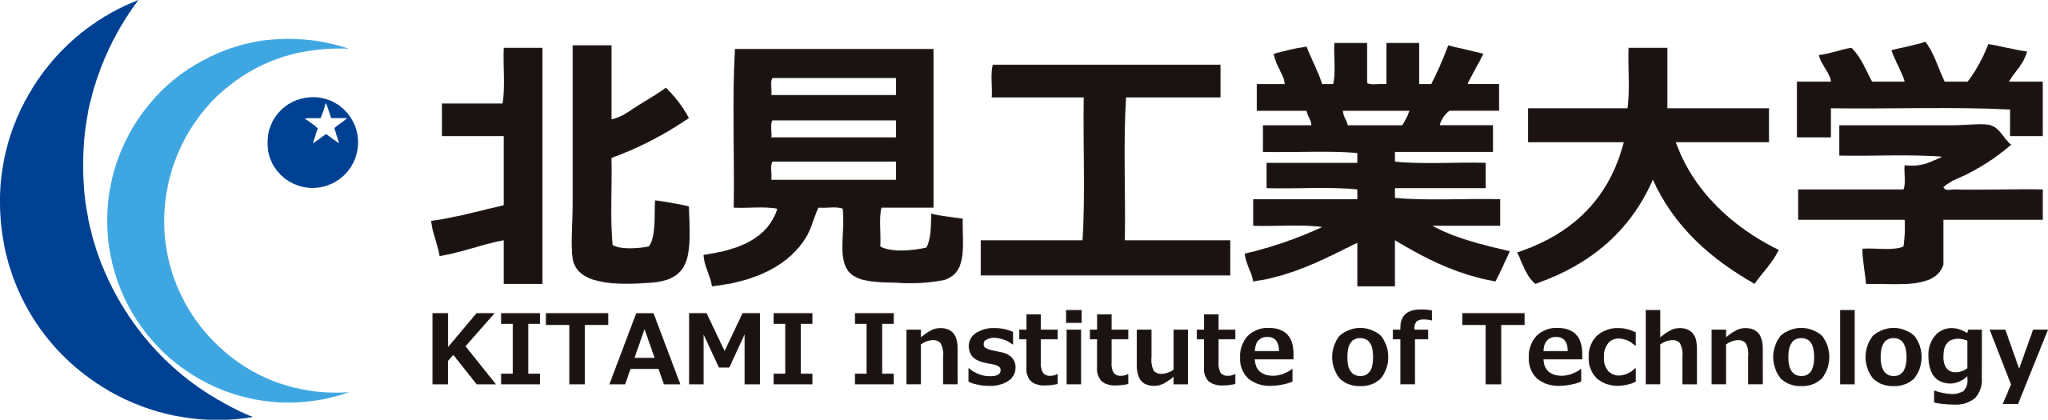 北見工業大学
KITAMI Institute of Technology